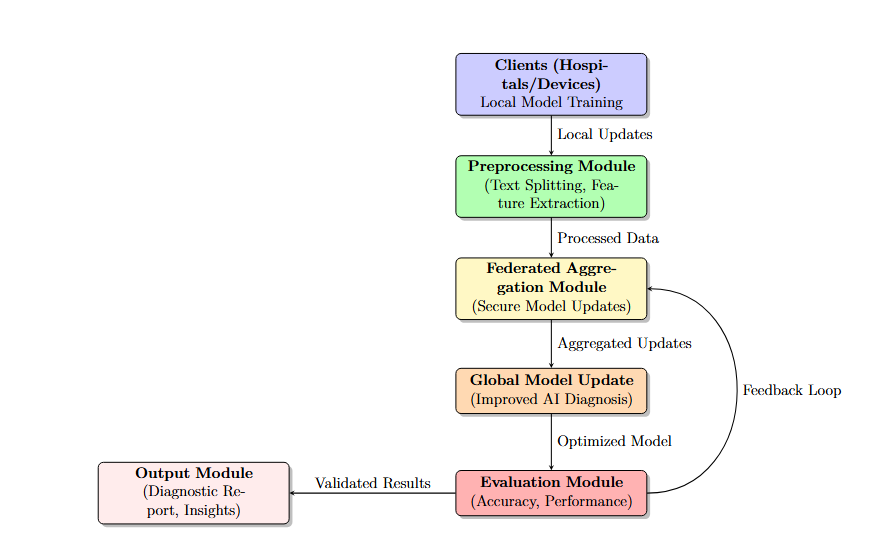 Clients (Hospi-
tals/Devices)
Local Model Training
Local Updates
Preprocessing Module
(Text Splitting, Fea-
ture Extraction)
Processed Data
Federated Aggre-
gation Module
(Secure Model Updates)
Aggregated Updates
Global Model Update
(Improved AI Diagnosis)
Feedback Loop
Optimized Model
Output Module
(Diagnostic Re-
port, Insights)
Validated Results
Evaluation Module
(Accuracy, Performance)